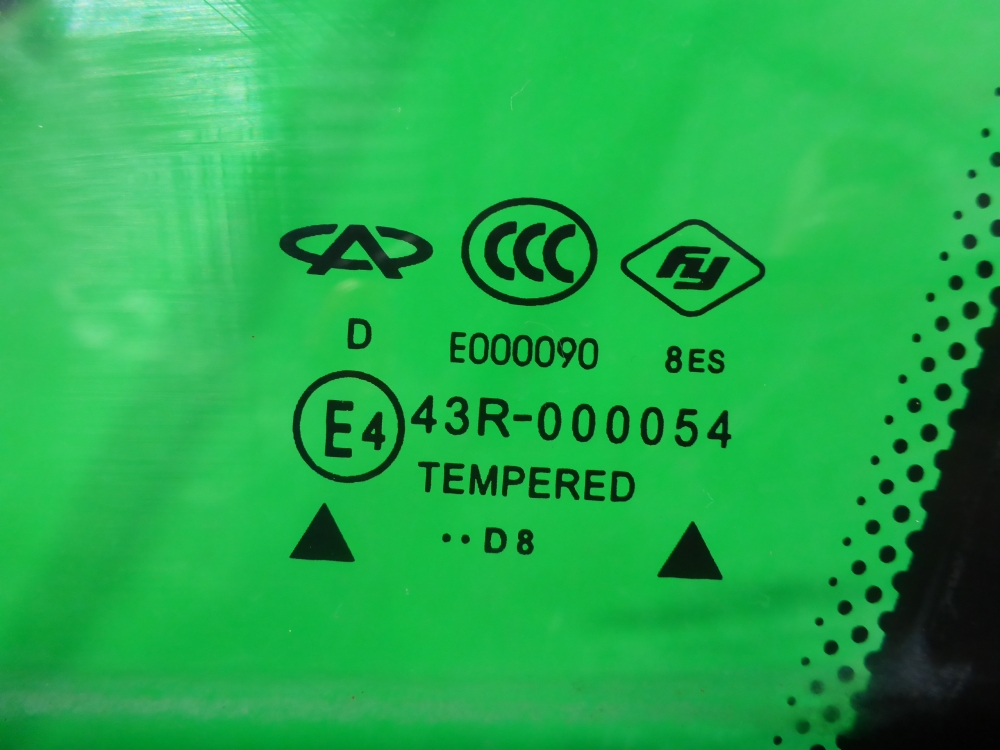 CCC FY
D E000090 8ES
E4 43R-000054
TEMPERED
··D8